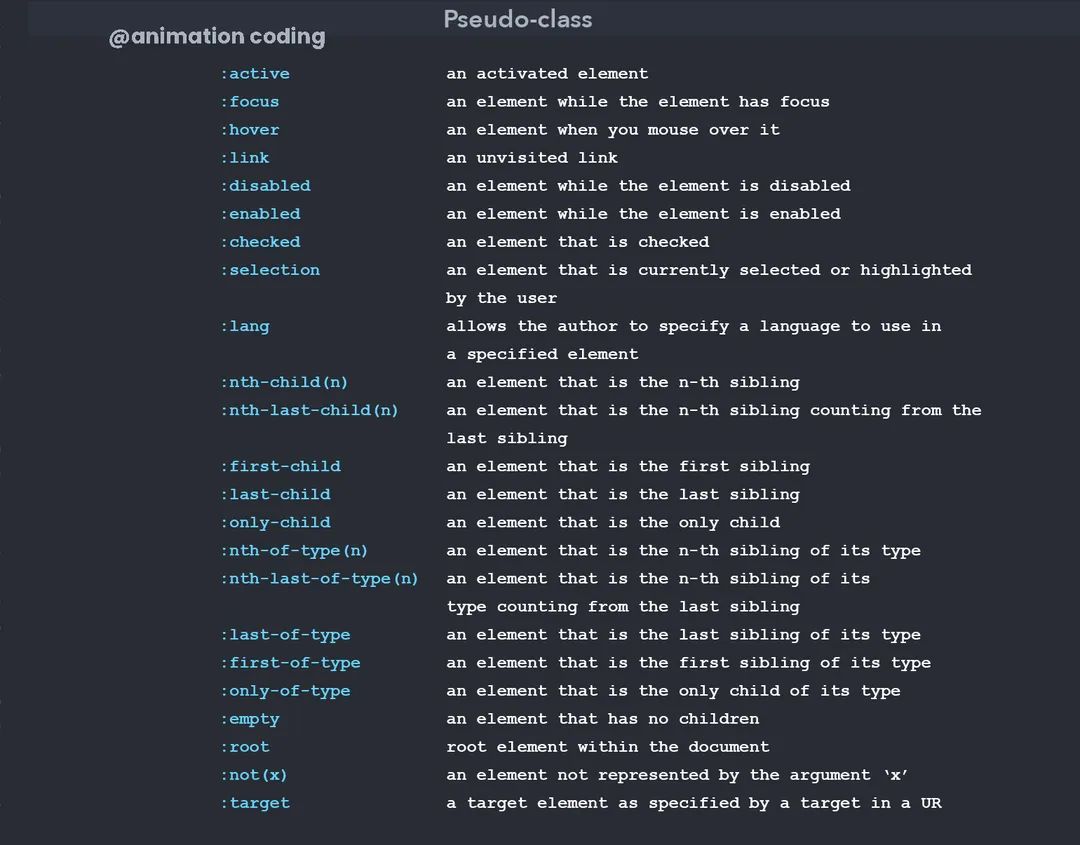 Pseudo-class
@animation coding
:active an activated element
:focus an element while the element has focus
:hover an element when you mouse over it
:link an unvisited link
:disabled an element while the element is disabled
:enabled an element while the element is enabled
:checked an element that is checked
:selection an element that is currently selected or highlighted
by the user
:lang allows the author to specify a language to use in
a specified element
:nth-child(n) an element that is the n-th sibling
:nth-last-child(n) an element that is the n-th sibling counting from the
last sibling
:first-child an element that is the first sibling
:last-child an element that is the last sibling
:only-child an element that is the only child
:nth-of-type(n) an element that is the n-th sibling of its type
:nth-last-of-type(n) an element that is the n-th sibling of its
type counting from the last sibling
:last-of-type an element that is the last sibling of its type
:first-of-type an element that is the first sibling of its type
:only-of-type an element that is the only child of its type
:empty an element that has no children
:root root element within the document
:not(x) an element not represented by the argument ‘x’
:target a target element as specified by a target in a UR